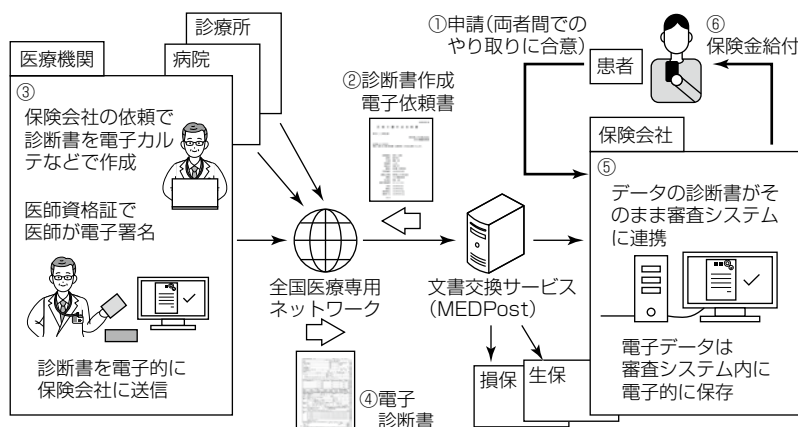 医療機関
病院
診療所
③
保険会社の依頼で
診断書を電子カル
テなどで作成
医師資格証で
医師が電子署名
診断書を電子的に
保険会社に送信
②診断書作成
電子依頼書
全国医療専用
ネットワーク
④電子
診断書
文書交換サービス
(MEDPost)
損保
生保
①申請(両者間での
やり取りに合意)
患者
⑥
保険金給付
保険会社
⑤
データの診断書がそ
のまま審査システム
に連携
電子データは
審査システム内に
電子的に保存